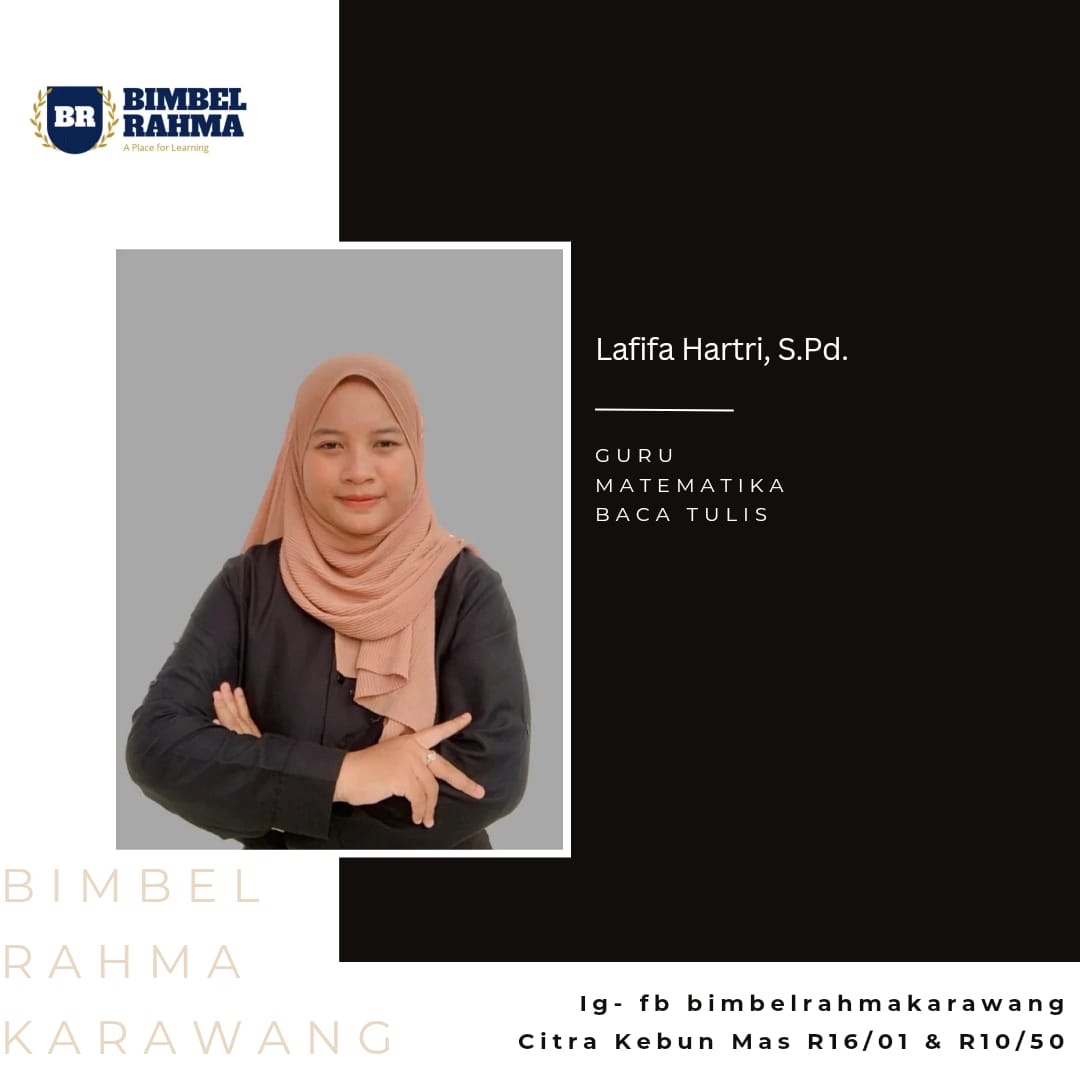 BR
BIMBEL
RAHMA
A Place for Learning
Lafifa Hartri, S.Pd.
GURU
MATEMATIKA
BACA TULIS
BIMBEL
RAHMA
KARAWANG
Ig- fb bimbelrahmakarawang
Citra Kebun Mas R16/01 & R10/50